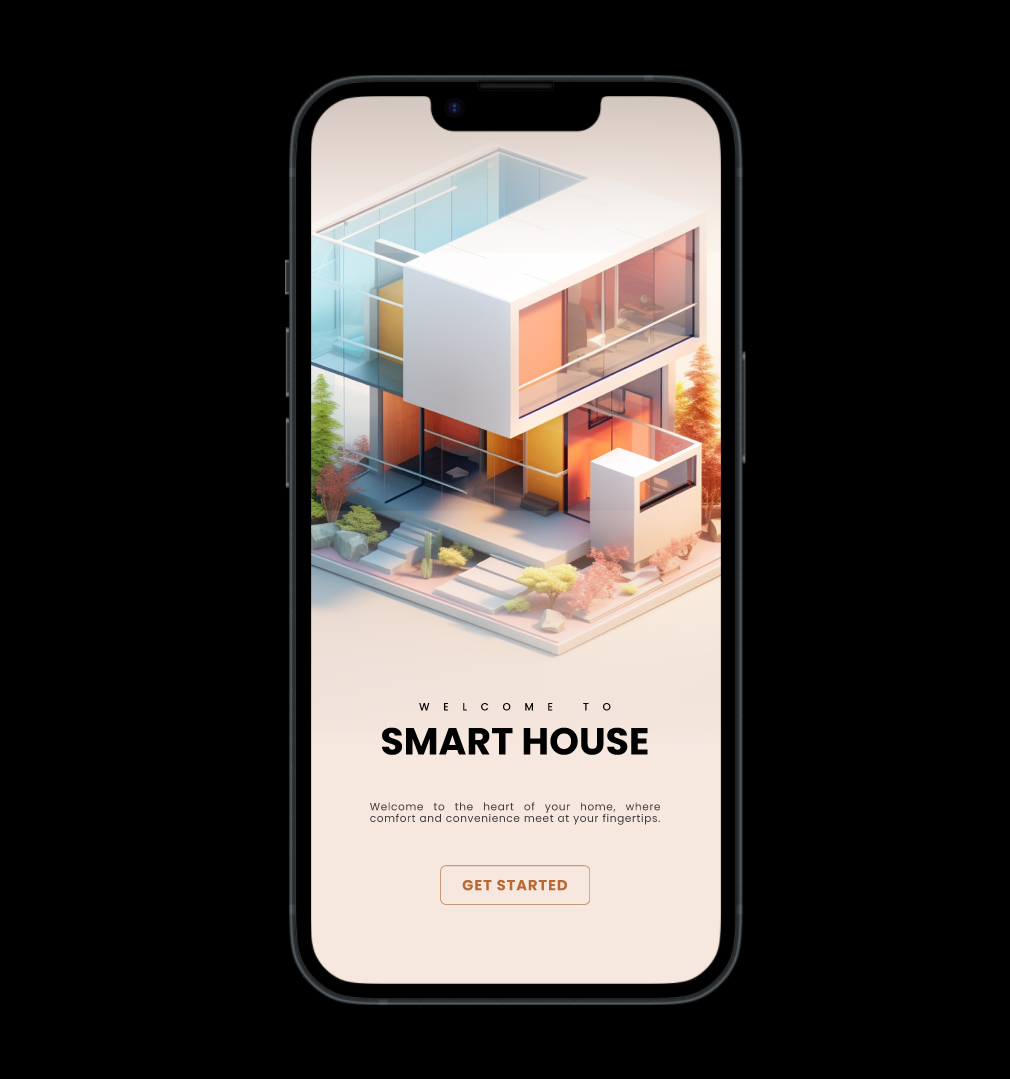 WELCOME TO
SMART HOUSE
Welcome to the heart of your home, where
comfort and convenience meet at your fingertips.
GET STARTED